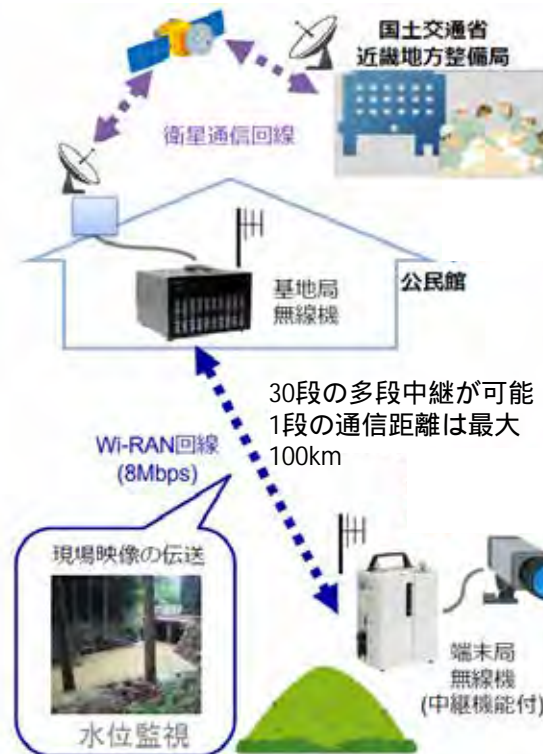 国土交通省
近畿地方整備局
衛星通信回線
公民館
基地局
無線機
30段の多段中継が可能
1段の通信距離は最大
100km
Wi-RAN回線
(8Mbps)
現場映像の伝送
水位監視
端末局
無線機
(中継機能付)